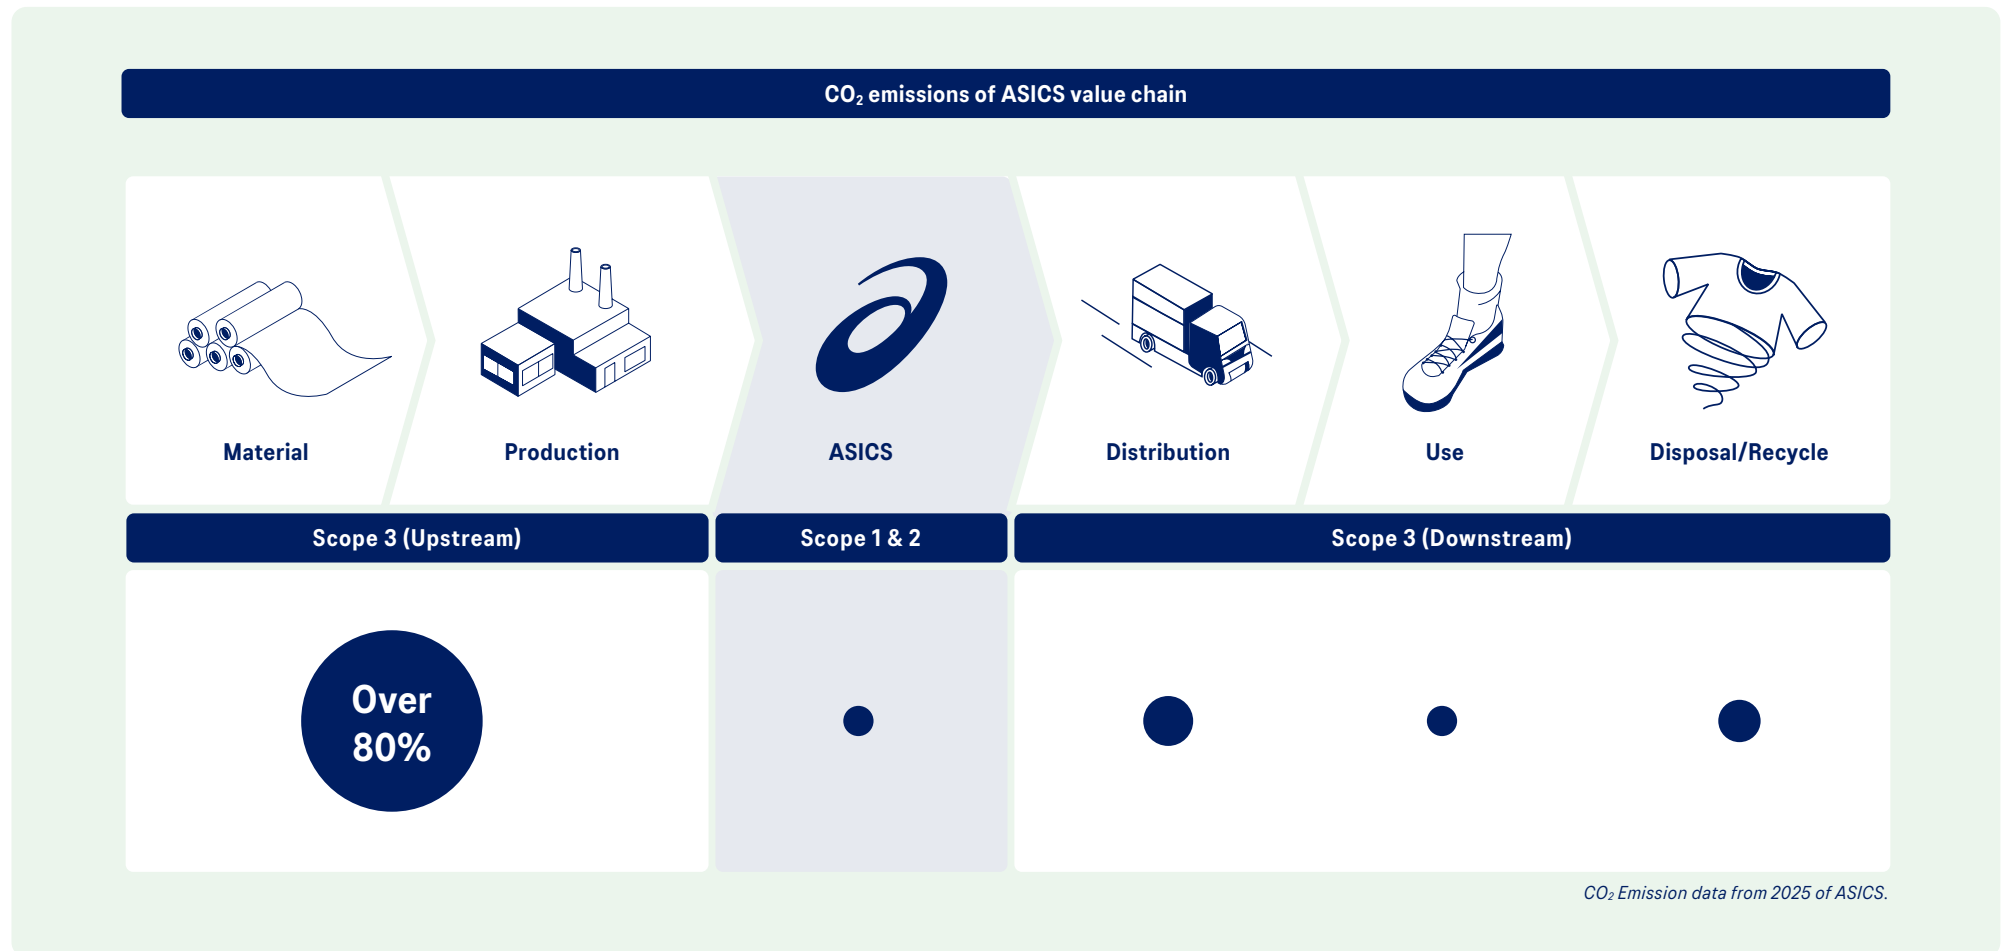 CO₂ emissions of ASICS value chain
Material
Production
ASICS
Distribution
Use
Disposal/Recycle
Scope 3 (Upstream)
Scope 1 & 2
Scope 3 (Downstream)
Over
80%
CO₂ Emission data from 2025 of ASICS.